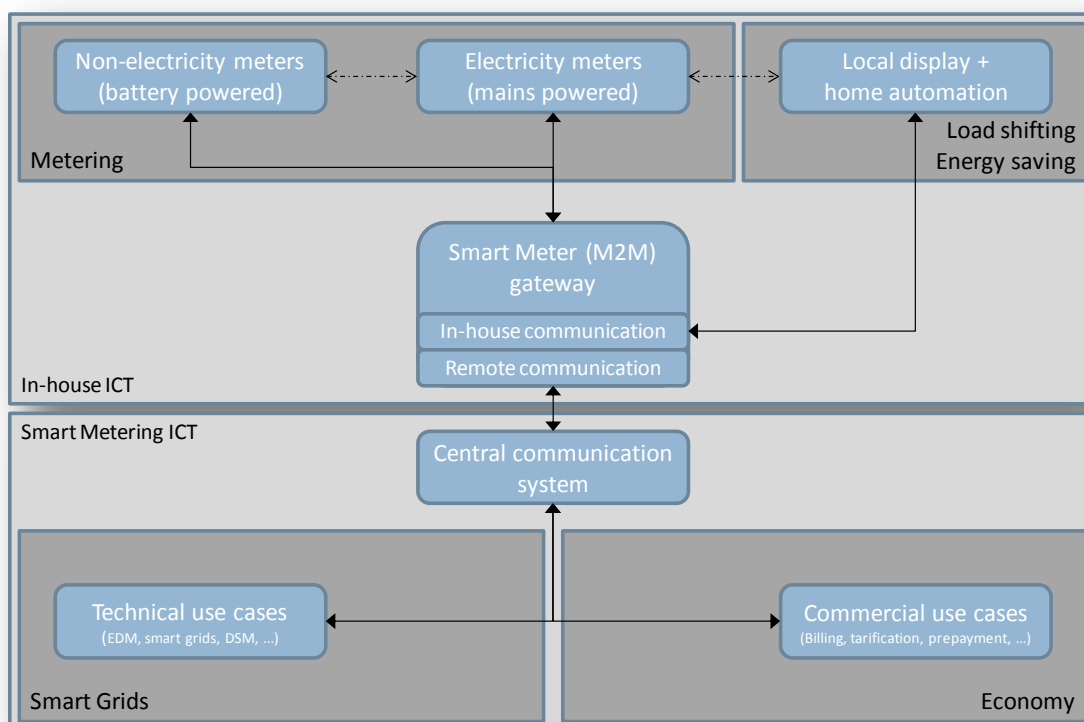 Non-electricity meters
(battery powered)
Electricity meters
(mains powered)
Local display +
home automation
Metering
Load shifting
Energy saving
Smart Meter (M2M)
gateway
In-house communication
Remote communication
In-house ICT
Smart Metering ICT
Central communication
system
Technical use cases
(EDM, smart grids, DSM, ...)
Commercial use cases
(Billing, tarification, prepayment, ...)
Smart Grids
Economy